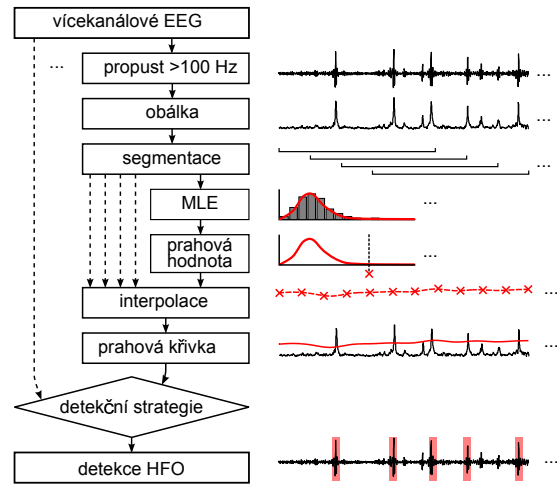 vícekanálové EEG
...
propust >100 Hz
...
obálka
...
segmentace
...
MLE
...
prahová
hodnota
...
interpolace
...
prahová křivka
...
detekční strategie
detekce HFO
...